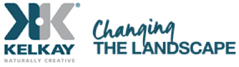 KELKAY®
NATURALLY CREATIVE
Changing
THE LANDSCAPE